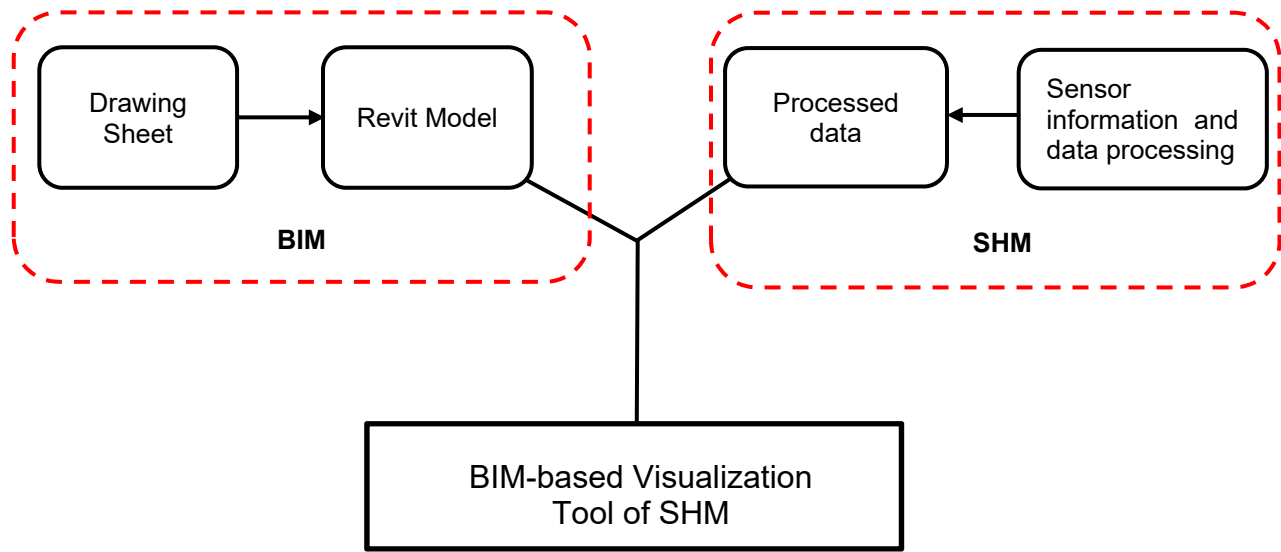 Drawing
Sheet
Revit Model
BIM
Processed
data
Sensor
information and
data processing
SHM
BIM-based Visualization
Tool of SHM